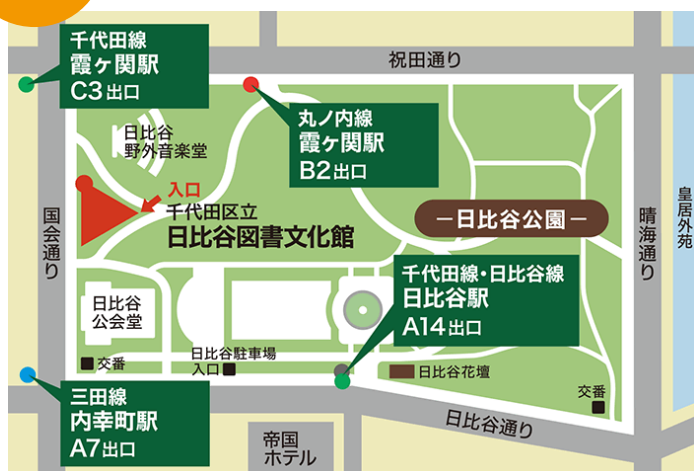 千代田線
霞ヶ関駅
C3出口
祝田通り
丸ノ内線
霞ヶ関駅
B2出口
日比谷
野外音楽堂
入口
千代田区立
日比谷図書文化館
国会通り
ー日比谷公園ー
晴海通り
皇居外苑
千代田線・日比谷線
日比谷駅
A14出口
日比谷
公会堂
交番
日比谷駐車場
入口
日比谷花壇
交番
三田線
内幸町駅
A7出口
日比谷通り
帝国
ホテル